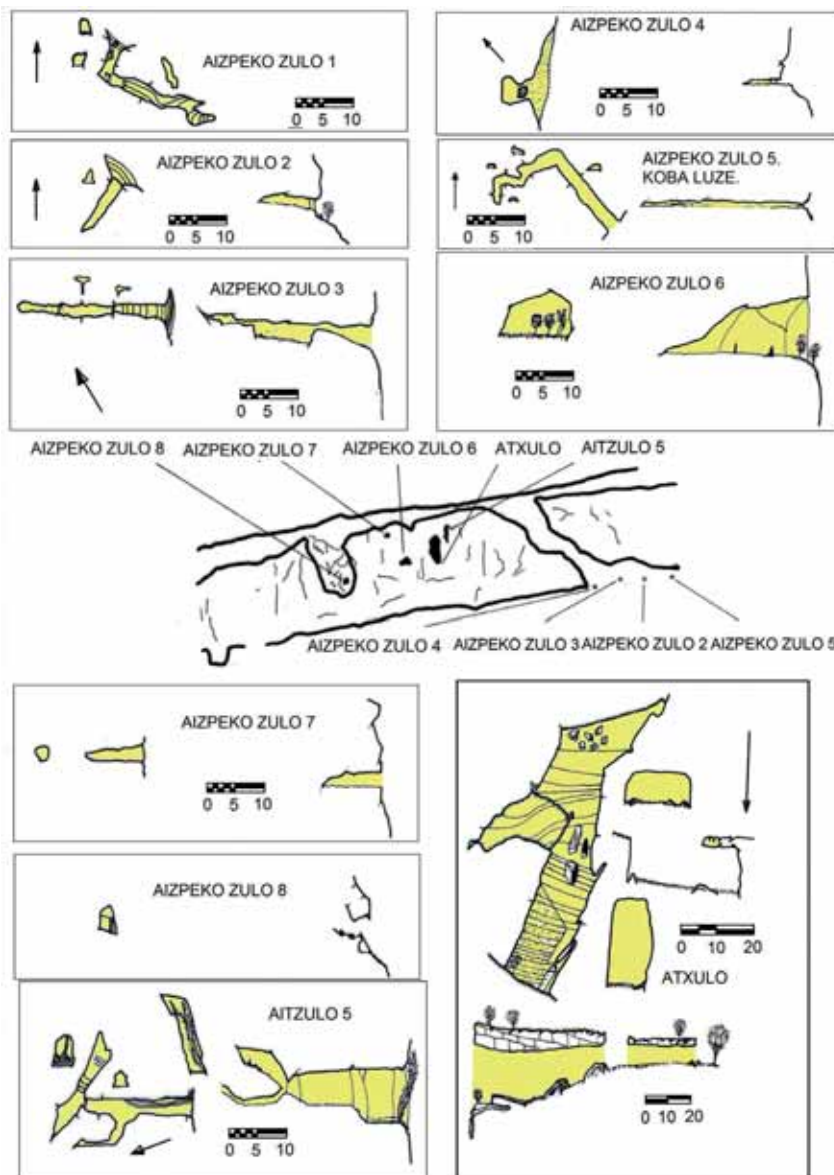 AIZPEKO ZULO 1
0 5 10
AIZPEKO ZULO 4
0 5 10
AIZPEKO ZULO 2
0 5 10
AIZPEKO ZULO 5.
KOBA LUZE.
0 5 10
AIZPEKO ZULO 3
0 5 10
AIZPEKO ZULO 6
0 5 10
AIZPEKO ZULO 8 AIZPEKO ZULO 7 AIZPEKO ZULO 6 ATXULO AITZULO 5
AIZPEKO ZULO 4 AIZPEKO ZULO 3 AIZPEKO ZULO 2 AIZPEKO ZULO 5
AIZPEKO ZULO 7
0 5 10
AIZPEKO ZULO 8
0 10 20
ATXULO
AITZULO 5
0 5 10
0 10 20